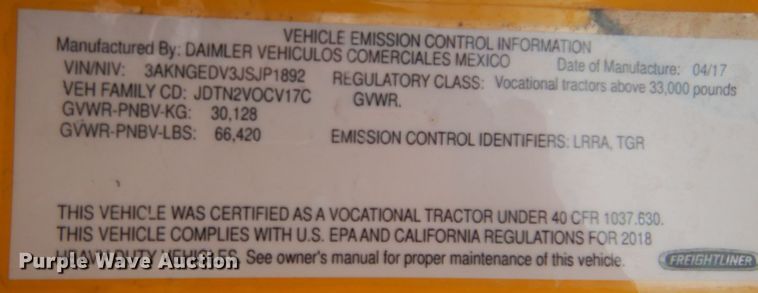 VEHICLE EMISSION CONTROL INFORMATION
Manufactured By: DAIMLER VEHICULOS COMERCIALES MEXICO Date of Manufacture: 04/17
VIN/NIV: 3AKNGEDV3JSJP1892 REGULATORY CLASS: Vocational tractors above 33,000 pounds
VEH FAMILY CD: JDTN2VOCV17C GVWR.
GVWR-PNBV-KG: 30,128
GVWR-PNBV-LBS: 66,420 EMISSION CONTROL IDENTIFIERS: LRRA, TGR
THIS VEHICLE WAS CERTIFIED AS A VOCATIONAL TRACTOR UNDER 40 CFR 1037.630.
THIS VEHICLE COMPLIES WITH U.S. EPA AND CALIFORNIA REGULATIONS FOR 2018
HEAVY-DUTY VEHICLES. See owner's manual for proper maintenance of this vehicle.
FREIGHTLINER
Purple Wave Auction